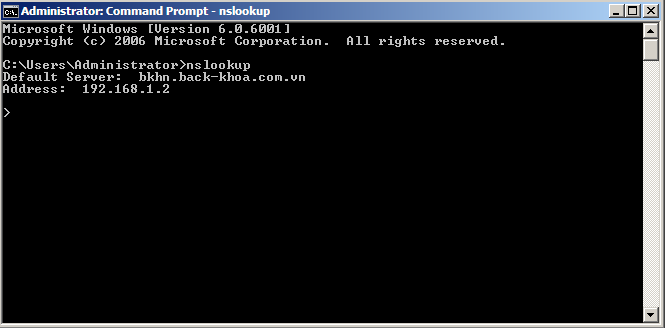 Administrator: Command Prompt - nslookup
Microsoft Windows [Version 6.0.6001]
Copyright (c) 2006 Microsoft Corporation.  All rights reserved.
C:\Users\Administrator>nslookup
Default Server:  bkhn.back-khoa.com.vn
Address:  192.168.1.2
>